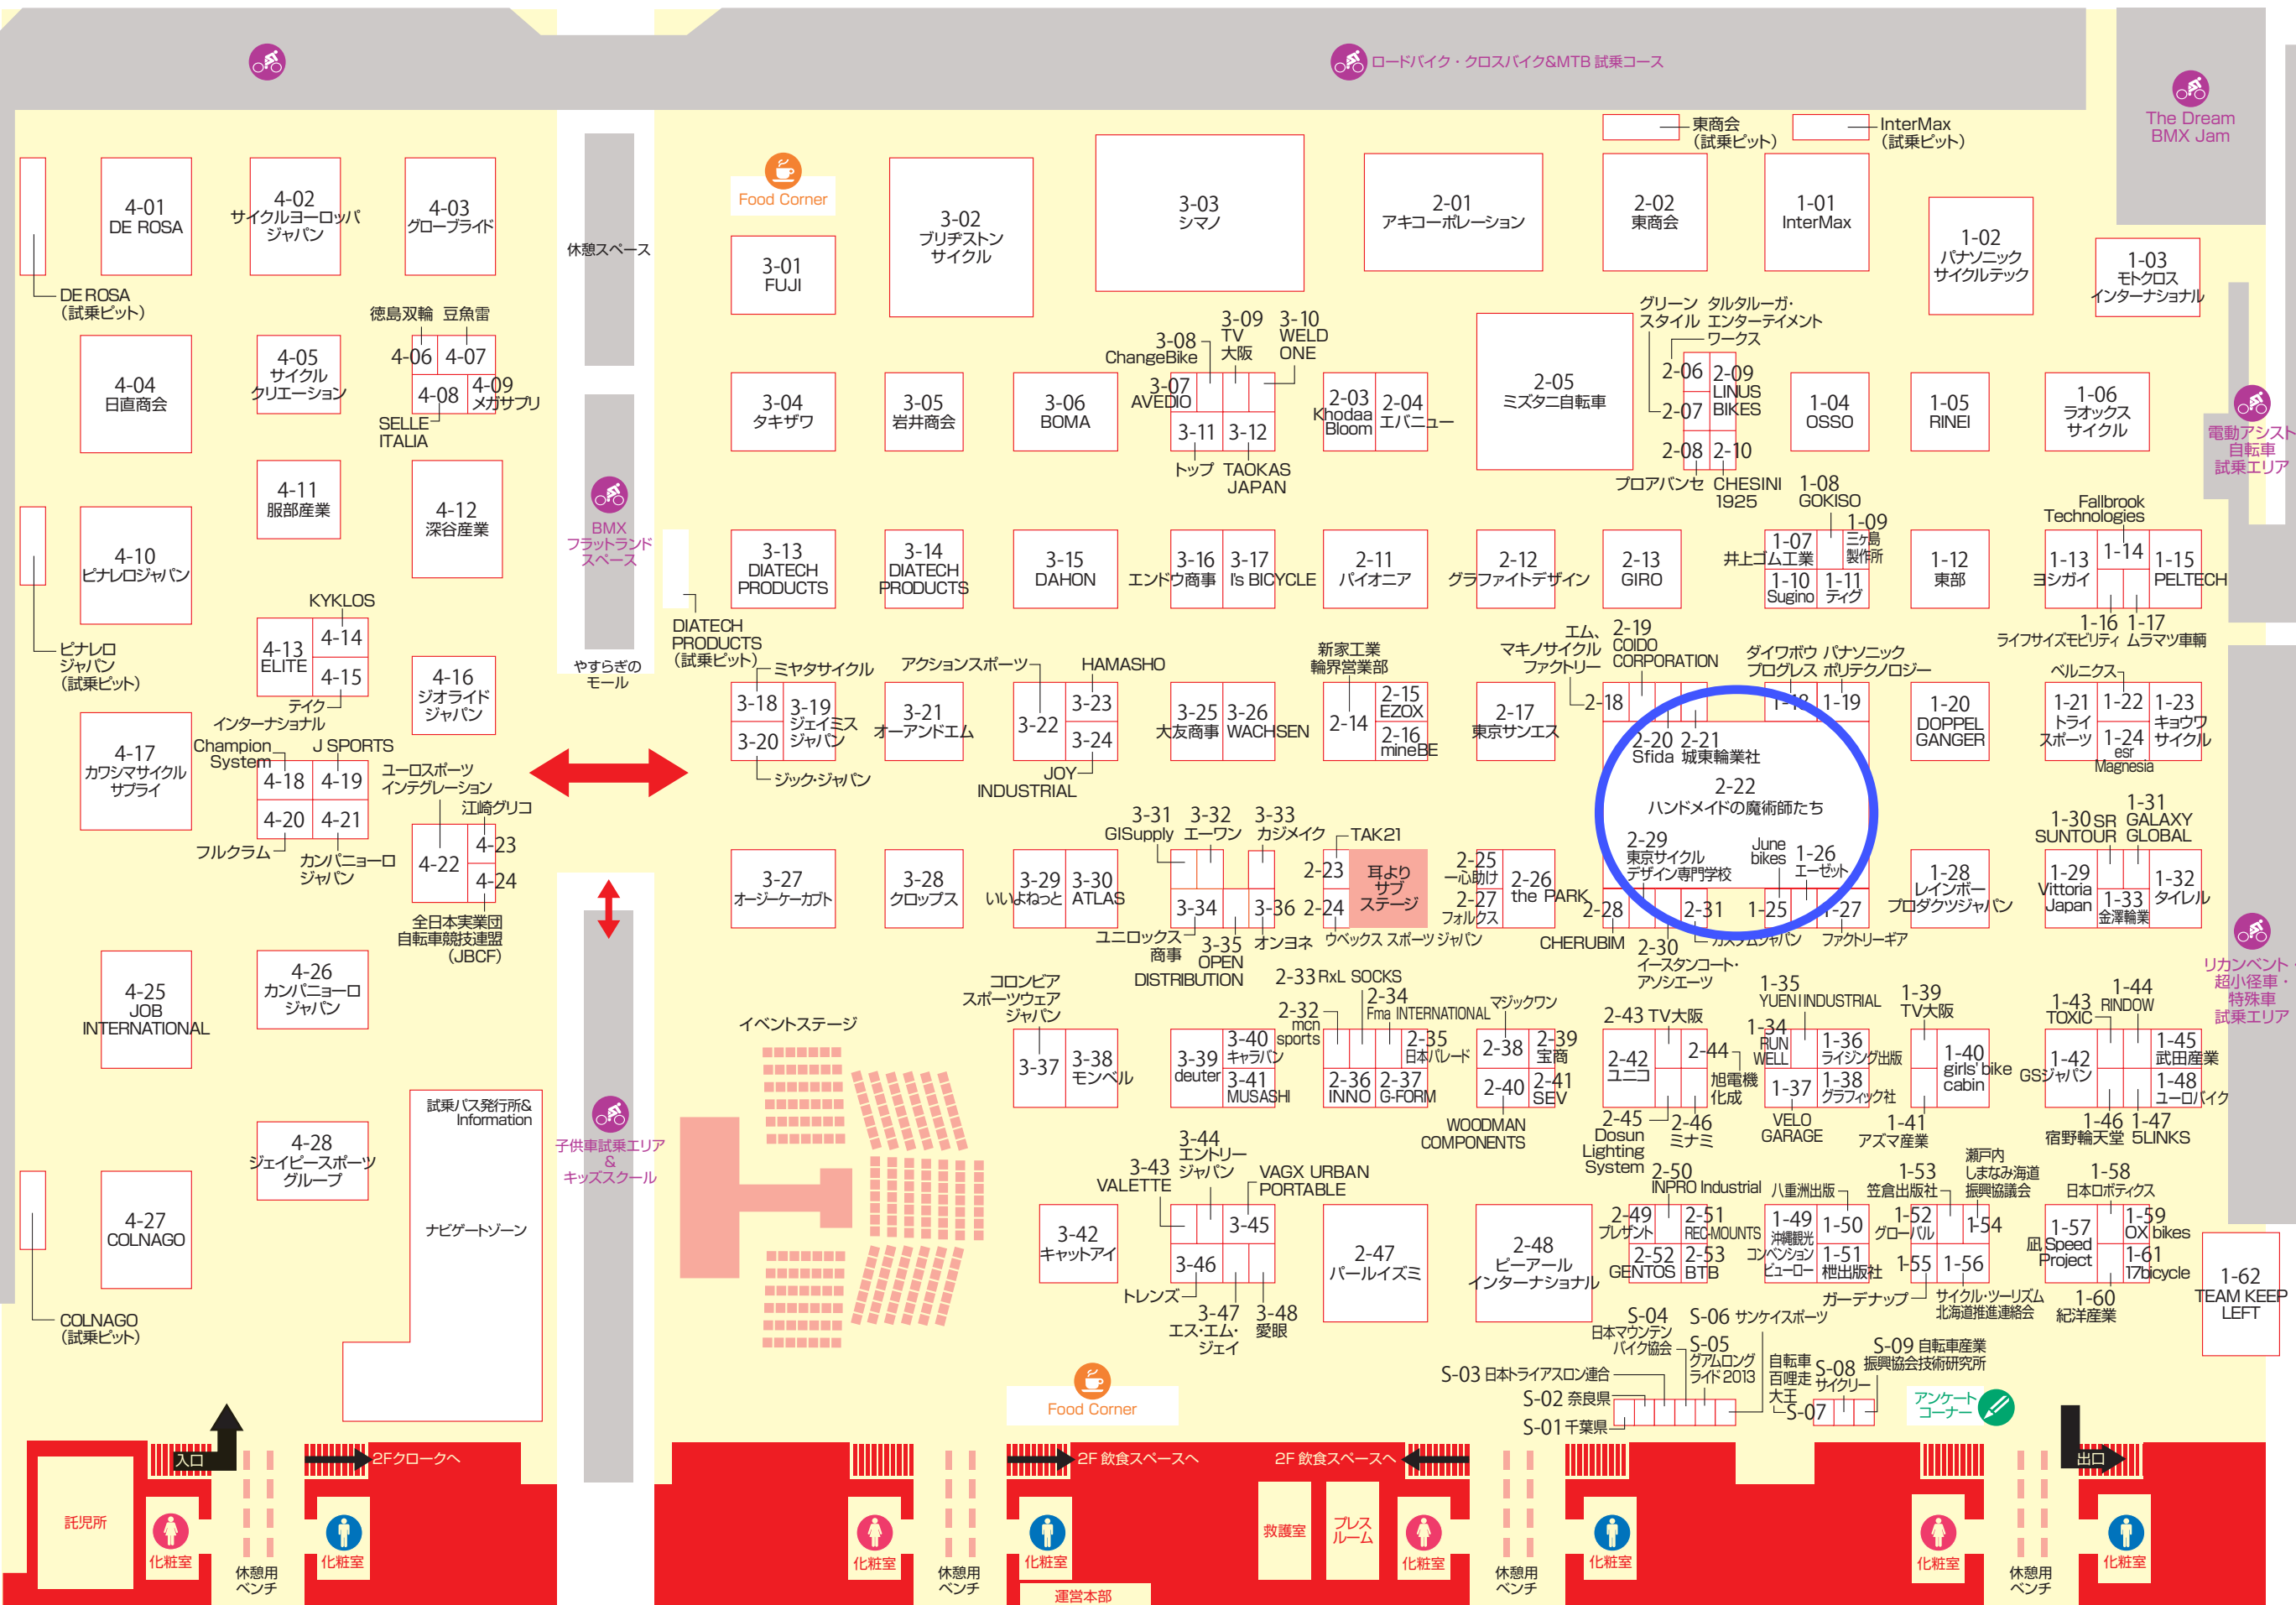 ロードバイク・クロスバイク&MTB 試乗コース
The Dream
BMX Jam
東商会
(試乗ピット)
InterMax
(試乗ピット)
4-01
DE ROSA
4-02
サイクルヨーロッパ
ジャパン
4-03
グローブライド
DE ROSA
(試乗ピット)
休憩スペース
Food Corner
3-01
FUJI
3-02
ブリヂストン
サイクル
3-03
シマノ
2-01
アキコーポレーション
2-02
東商会
1-01
InterMax
1-02
パナソニック
サイクルテック
1-03
モトクロス
インターナショナル
徳島双輪
豆魚雷
4-04
日直商会
4-05
サイクル
クリエーション
4-06
4-07
4-08
4-09
メガサプリ
SELLE
ITALIA
3-04
タキザワ
3-05
岩井商会
3-06
BOMA
3-07
AVEDIO
3-08
ChangeBike
3-09
TV
大阪
3-10
WELD
ONE
3-11
3-12
トップ
TAOKAS
JAPAN
2-03
Khodaa
Bloom
2-04
エバニュー
2-05
ミズタニ自転車
グリーン
スタイル
タルタルーガ・
エンターテイメント
ワークス
2-06
2-07
2-08
2-09
LINUS
BIKES
2-10
プロアバンセ
CHESINI
1925
1-04
OSSO
1-05
RINEI
1-06
ラオックス
サイクル
電動アシスト
自転車
試乗エリア
4-10
ピナレロジャパン
4-11
服部産業
4-12
深谷産業
BMX
フラットランド
スペース
ピナレロ
ジャパン
(試乗ピット)
3-13
DIATECH
PRODUCTS
3-14
DIATECH
PRODUCTS
3-15
DAHON
3-16
エンドウ商事
3-17
I's BICYCLE
2-11
パイオニア
2-12
グラファイトデザイン
2-13
GIRO
1-08
GOKISO
1-07
井上ゴム工業
1-09
三ヶ島
製作所
1-10
Sugino
1-11
ティグ
1-12
東部
Fallbrook
Technologies
1-13
ヨシガイ
1-14
1-15
PELTECH
1-16
ライフサイズモビリティ
1-17
ムラマツ車輌
DIATECH
PRODUCTS
(試乗ピット)
KYKLOS
4-13
ELITE
4-14
4-15
テイク
インターナショナル
4-16
ジオライド
ジャパン
やすらぎの
モール
ミヤタサイクル
3-18
3-19
ジェイミス
ジャパン
3-20
ジック・ジャパン
3-21
オーアンドエム
アクションスポーツ
HAMASHO
3-22
3-23
3-24
JOY
INDUSTRIAL
3-25
大友商事
3-26
WACHSEN
新家工業
輪界営業部
2-14
2-15
EZOX
2-16
mineBE
2-17
東京サンエス
エム、
マキノサイクル
ファクトリー
2-18
2-19
COIDO
CORPORATION
2-20
Sfida
2-21
城東輪業社
2-22
ハンドメイドの魔術師たち
ダイワボウ
プログレス
パナソニック
ポリテクノロジー
1-18
1-19
1-20
DOPPEL
GANGER
ベルニクス
1-21
トライ
スポーツ
1-22
1-23
キョウワ
サイクル
1-24
esr
Magnesia
4-17
カワシマサイクル
サプライ
Champion
System
J SPORTS
4-18
4-19
4-20
4-21
フルクラム
カンパニョーロ
ジャパン
ユーロスポーツ
インテグレーション
江崎グリコ
4-22
4-23
4-24
全日本実業団
自転車競技連盟
(JBCF)
3-27
オージーケーカブト
3-28
クロップス
3-29
いいよねっと
3-30
ATLAS
3-31
GISupply
3-32
エーワン
3-33
カジメイク
3-34
ユニロックス
商事
3-35
OPEN
DISTRIBUTION
3-36
オンヨネ
TAK21
2-23
2-24
ウベックス スポーツ ジャパン
耳より
サブ
ステージ
2-25
一心助け
2-26
the PARK
2-27
フォルクス
2-28
CHERUBIM
2-29
東京サイクル
デザイン専門学校
2-30
イースタンコート・
アソシエーツ
2-31
カスタムジャパン
June
bikes
1-25
1-26
エーゼット
1-27
ファクトリーギア
1-28
レインボー
プロダクツジャパン
1-29
Vittoria
Japan
1-30 SR
SUNTOUR
1-31
GALAXY
GLOBAL
1-32
タイレル
1-33
金澤輪業
リカンベント・
超小径車・
特殊車
試乗エリア
4-25
JOB
INTERNATIONAL
4-26
カンパニョーロ
ジャパン
イベントステージ
コロンビア
スポーツウェア
ジャパン
3-37
3-38
モンベル
3-39
deuter
3-40
キャラバン
3-41
MUSASHI
2-32
mcn
sports
2-33 RxL SOCKS
2-34
Fma INTERNATIONAL
2-35
日本パレード
2-36
INNO
2-37
G-FORM
マジックワン
2-38
2-39
宝商
2-40
2-41
SEV
WOODMAN
COMPONENTS
2-42
ユニコ
2-43 TV大阪
2-44
旭電機
化成
2-45
Dosun
Lighting
System
2-46
ミナミ
1-34
RUN
WELL
1-35
YUENI INDUSTRIAL
1-36
ライジング出版
1-37
VELO
GARAGE
1-38
グラフィック社
1-39
TV大阪
1-40
girls' bike
cabin
1-41
アズマ産業
1-42
GSジャパン
1-43
TOXIC
1-44
RINDOW
1-45
武田産業
1-46
宿野輪天堂
1-47
5LINKS
1-48
ユーロバイク
試乗パス発行所&
Information
ナビゲートゾーン
4-27
COLNAGO
4-28
ジェイピースポーツ
グループ
COLNAGO
(試乗ピット)
子供車試乗エリア
&
キッズスクール
3-42
キャットアイ
3-43
VALETTE
3-44
エントリー
ジャパン
VAGX URBAN
PORTABLE
3-45
3-46
トレンズ
3-47
エス・エム・
ジェイ
3-48
愛眼
2-47
パールイズミ
2-48
ピーアール
インターナショナル
2-49
プレザント
2-50
INPRO Industrial
2-51
REC-MOUNTS
2-52
GENTOS
2-53
BTB
八重洲出版
1-49
沖縄観光
コンベンション
ビューロー
1-50
1-51
枻出版社
1-52
グローバル
1-53
笠倉出版社
瀬戸内
しまなみ海道
振興協議会
1-54
1-55
ガーデナップ
1-56
サイクル・ツーリズム
北海道推進連絡会
1-57
凪 Speed
Project
1-58
日本ロボティクス
1-59
OX bikes
1-60
紀洋産業
1-61
17bicycle
1-62
TEAM KEEP
LEFT
Food Corner
S-01 千葉県
S-02 奈良県
S-03 日本トライアスロン連合
S-04
日本マウンテン
バイク協会
S-05
グアムロング
ライド 2013
S-06 サンケイスポーツ
自転車
百哩走
大王
S-07
S-08
サイクリー
S-09 自転車産業
振興協会技術研究所
アンケート
コーナー
入口
2Fクロークへ
2F 飲食スペースへ
2F 飲食スペースへ
出口
託児所
化粧室
休憩用
ベンチ
化粧室
化粧室
休憩用
ベンチ
化粧室
運営本部
救護室
プレス
ルーム
化粧室
休憩用
ベンチ
化粧室
化粧室
休憩用
ベンチ
化粧室